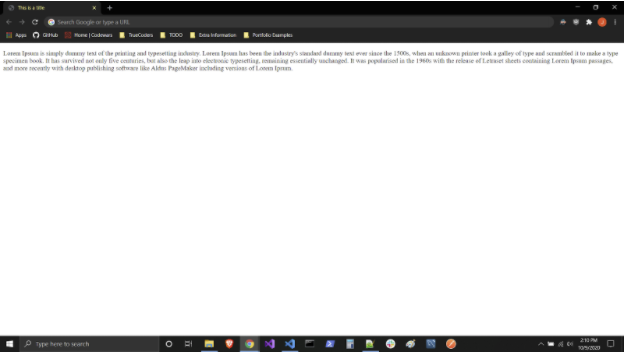 This is a title
Search Google or type a URL
Apps GitHub Home | Codewars TrueCoders TODO Extra Information Portfolio Examples
Lorem Ipsum is simply dummy text of the printing and typesetting industry. Lorem Ipsum has been the industry's standard dummy text ever since the 1500s, when an unknown printer took a galley of type and scrambled it to make a type
specimen book. It has survived not only five centuries, but also the leap into electronic typesetting, remaining essentially unchanged. It was popularised in the 1960s with the release of Letraset sheets containing Lorem Ipsum passages,
and more recently with desktop publishing software like Aldus PageMaker including versions of Lorem Ipsum.
Type here to search
2:10 PM
10/5/2020